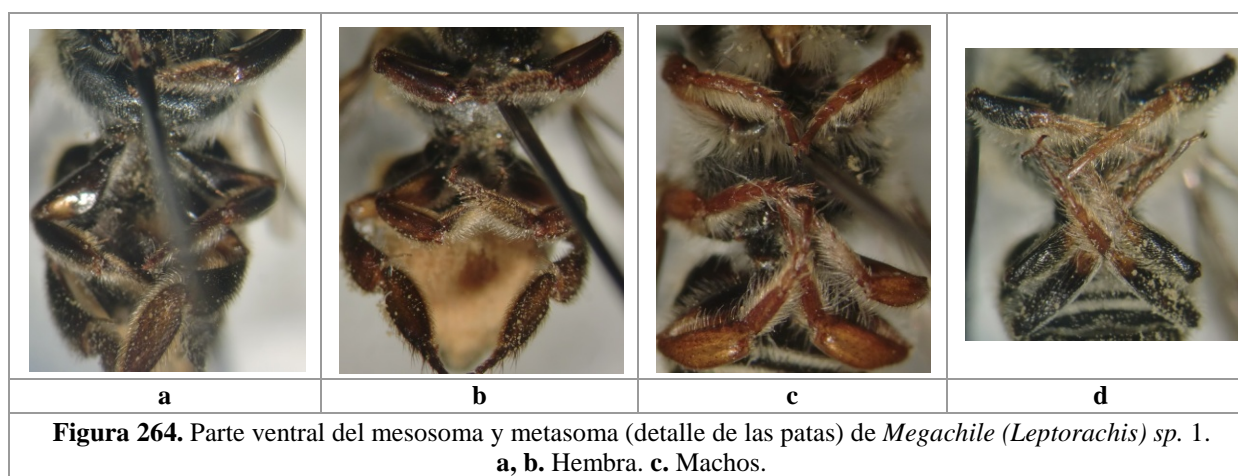 a b c d
Figura 264. Parte ventral del mesosoma y metasoma (detalle de las patas) de Megachile (Leptorachis) sp. 1.
a, b. Hembra. c. Machos.